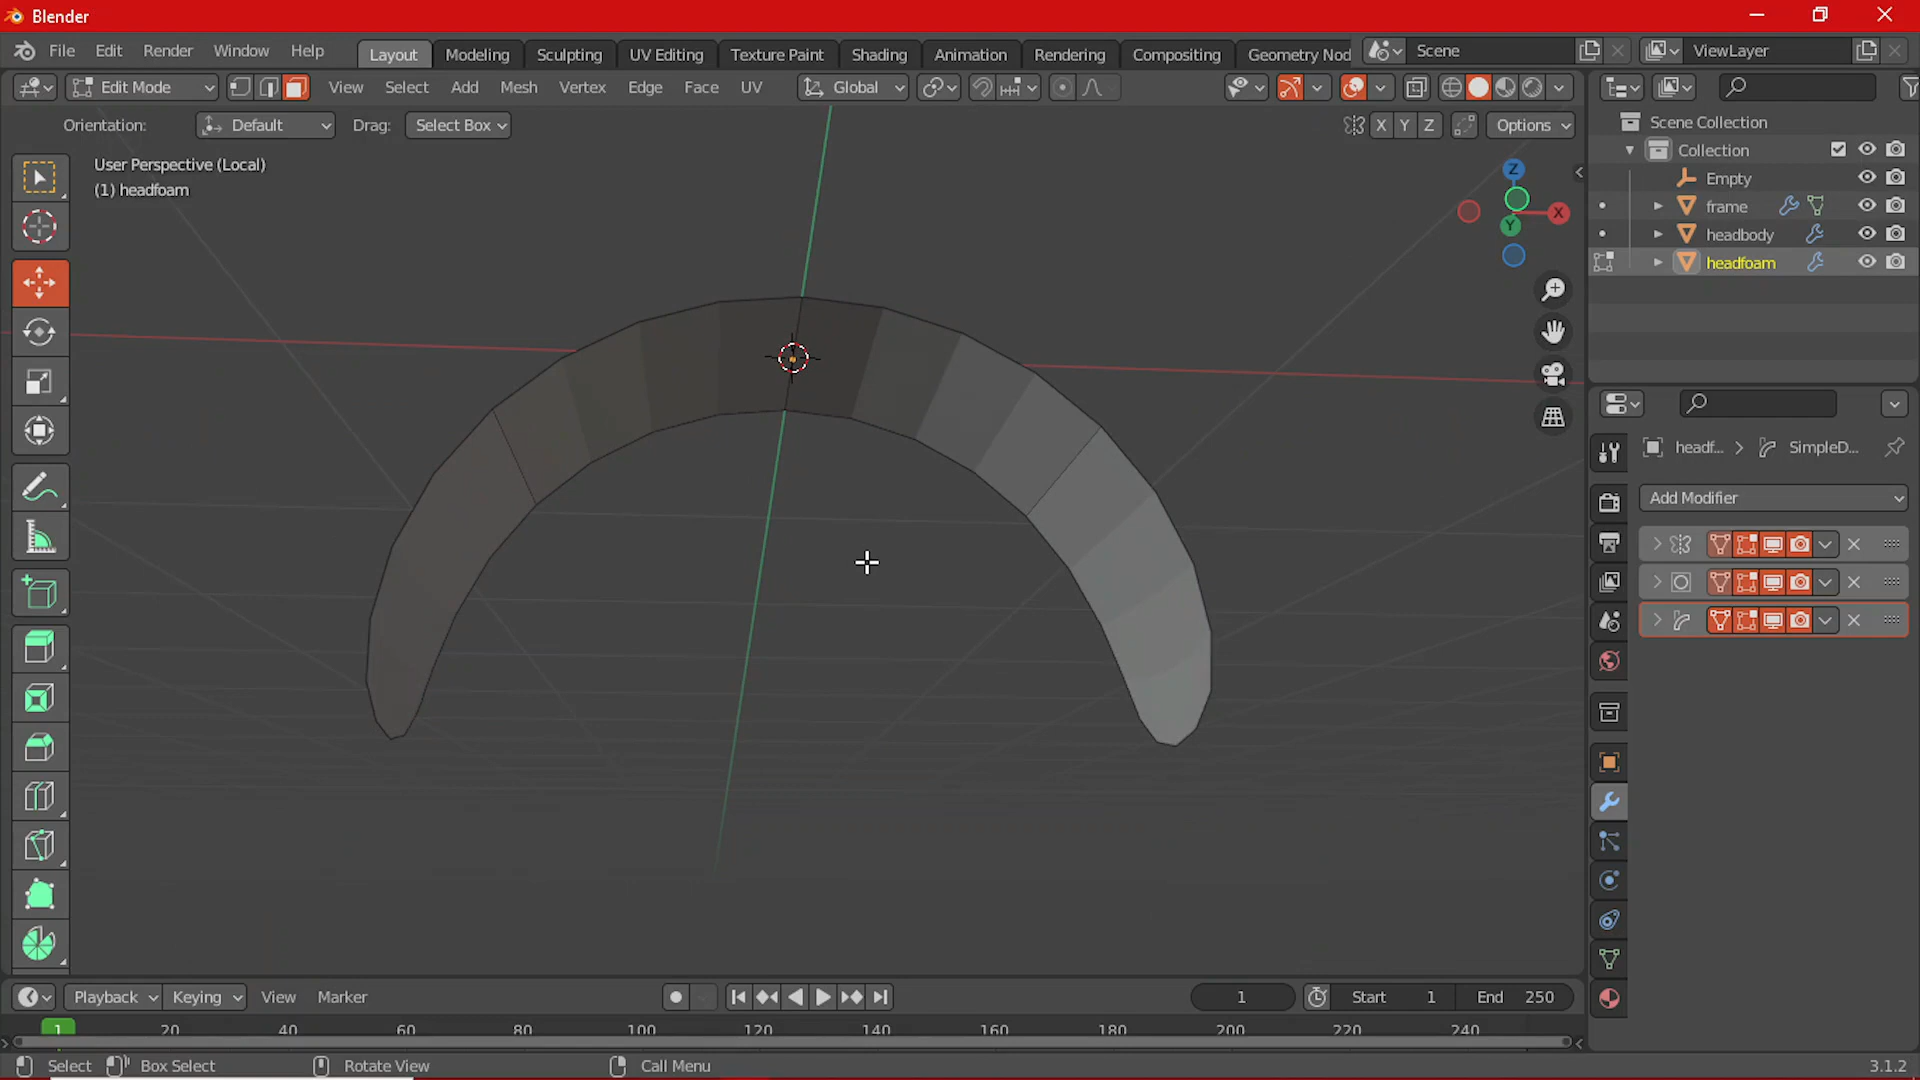 Blender
File Edit Render Window Help Layout Modeling Sculpting UV Editing Texture Paint Shading Animation Rendering Compositing Geometry Nod Scene ViewLayer
Edit Mode View Select Add Mesh Vertex Edge Face UV Global
Orientation: Default Drag: Select Box X Y Z Options
User Perspective (Local)
(1) headfoam
Z
X
Y
Scene Collection
Collection
Empty
frame
headbody
headfoam
headf... SimpleD...
Add Modifier
Playback Keying View Marker 1 Start 1 End 250
1 20 40 60 80 100 120 140 160 180 200 220 240
Select Box Select Rotate View Call Menu 3.1.2